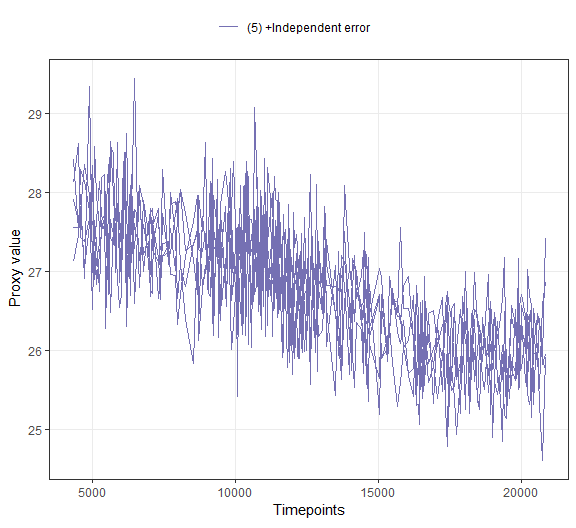 (5) +Independent error
29
28
27
26
25
Proxy value
5000 10000 15000 20000
Timepoints